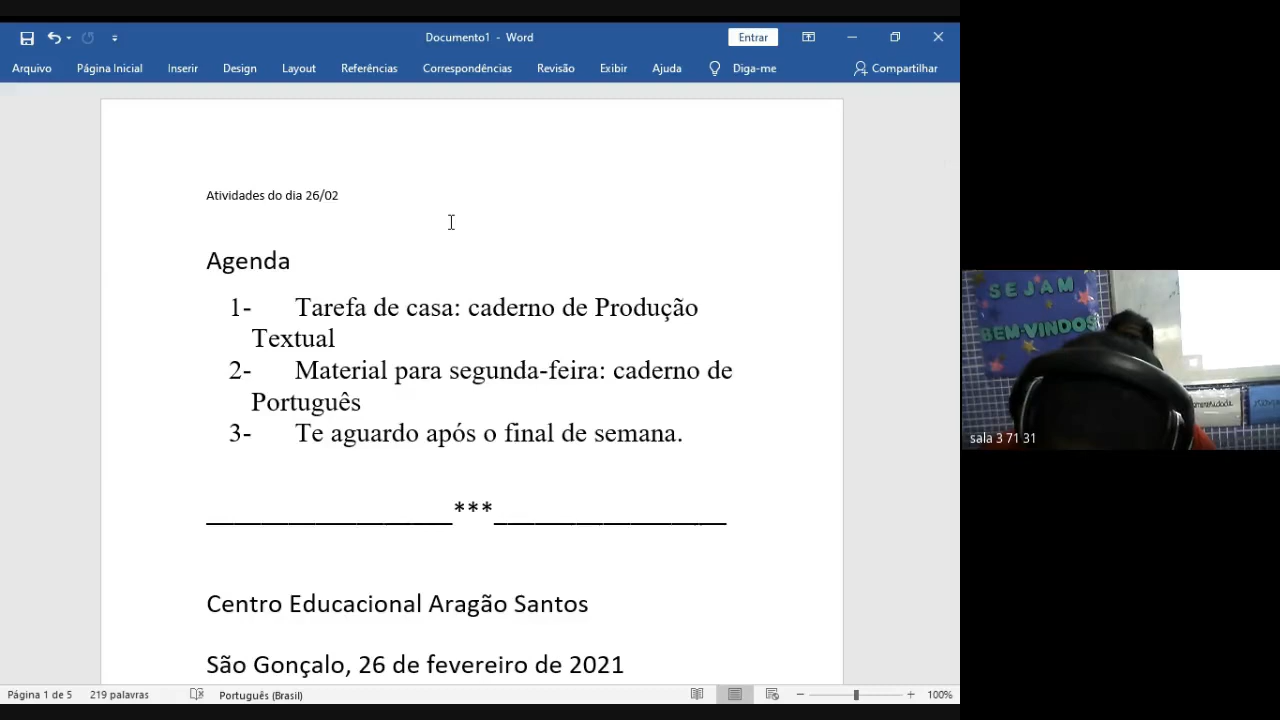 Documento1 - Word
Entrar
Arquivo Página Inicial Inserir Design Layout Referências Correspondências Revisão Exibir Ajuda Diga-me Compartilhar
Atividades do dia 26/02
Agenda
1- Tarefa de casa: caderno de Produção
Textual
2- Material para segunda-feira: caderno de
Português
3- Te aguardo após o final de semana.
__________________***_________________
Centro Educacional Aragão Santos
São Gonçalo, 26 de fevereiro de 2021
Página 1 de 5 219 palavras Português (Brasil) 100%
SEJAM
BEM-VINDOS
sala 3 71 31